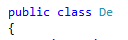 public class De
{